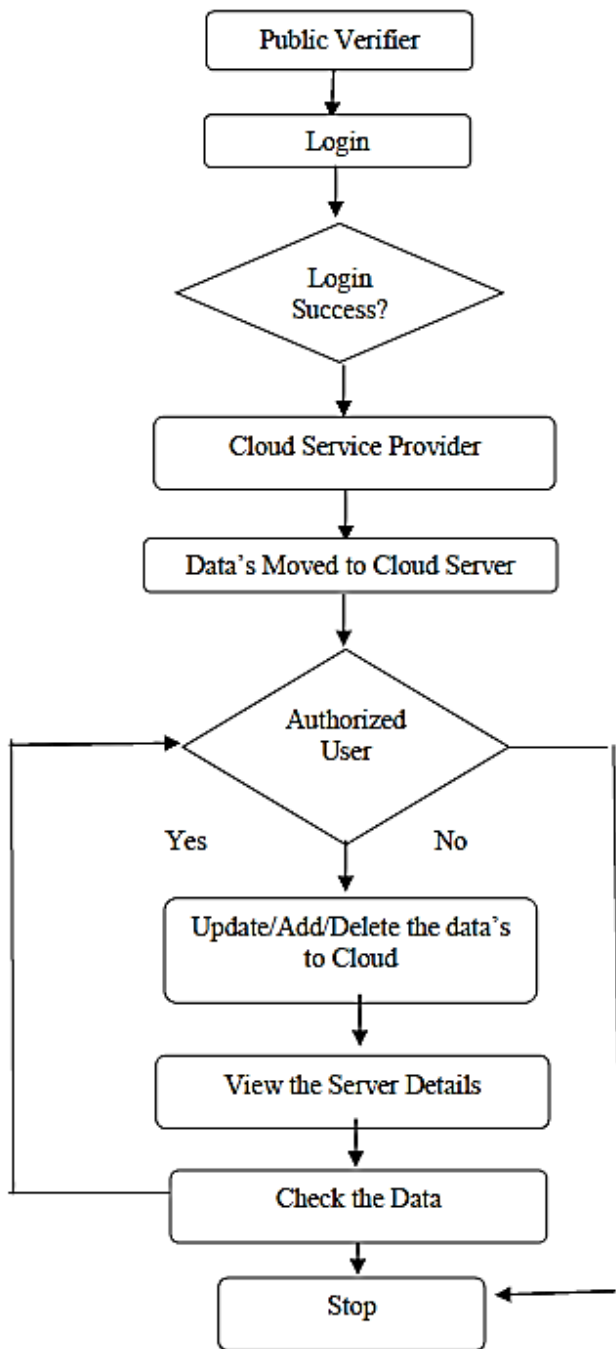 Public Verifier
Login
Login
Success?
Cloud Service Provider
Data's Moved to Cloud Server
Authorized
User
Yes
No
Update/Add/Delete the data's
to Cloud
View the Server Details
Check the Data
Stop